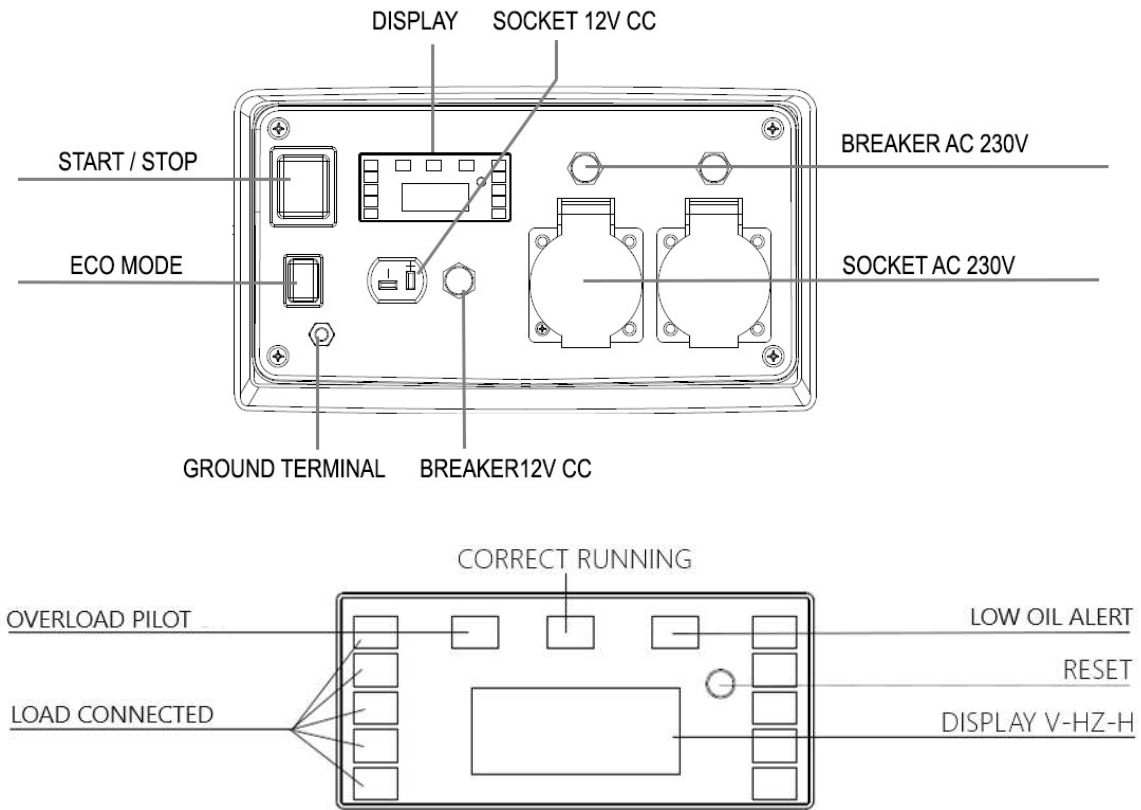 DISPLAY
SOCKET 12V CC
START / STOP
BREAKER AC 230V
ECO MODE
SOCKET AC 230V
GROUND TERMINAL
BREAKER12V CC
CORRECT RUNNING
OVERLOAD PILOT
LOW OIL ALERT
RESET
LOAD CONNECTED
DISPLAY V-HZ-H